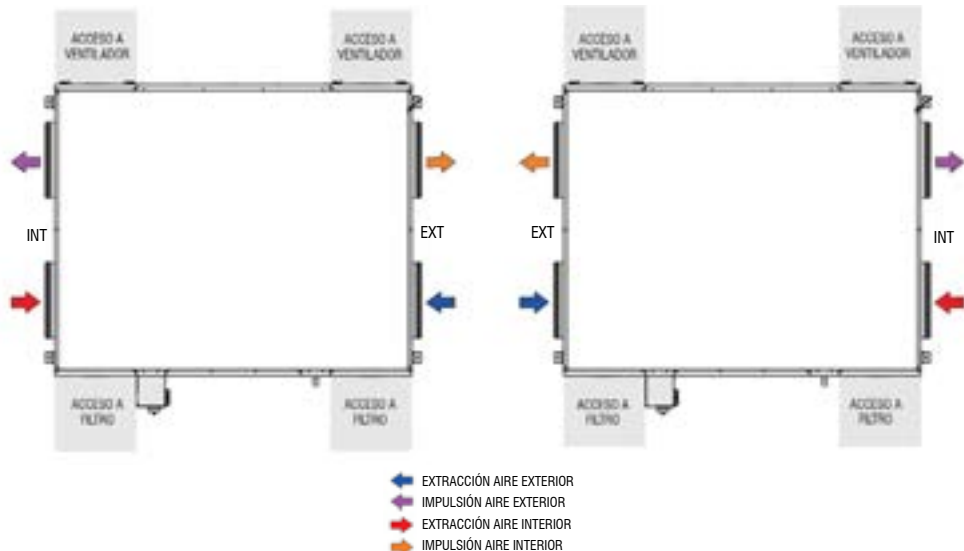 ACCESO A
VENTILADOR
ACCESO A
VENTILADOR
ACCESO A
VENTILADOR
ACCESO A
VENTILADOR
INT
EXT
EXT
INT
ACCESO A
FILTRO
ACCESO A
FILTRO
ACCESO A
FILTRO
ACCESO A
FILTRO
EXTRACCIÓN AIRE EXTERIOR
IMPULSIÓN AIRE EXTERIOR
EXTRACCIÓN AIRE INTERIOR
IMPULSIÓN AIRE INTERIOR